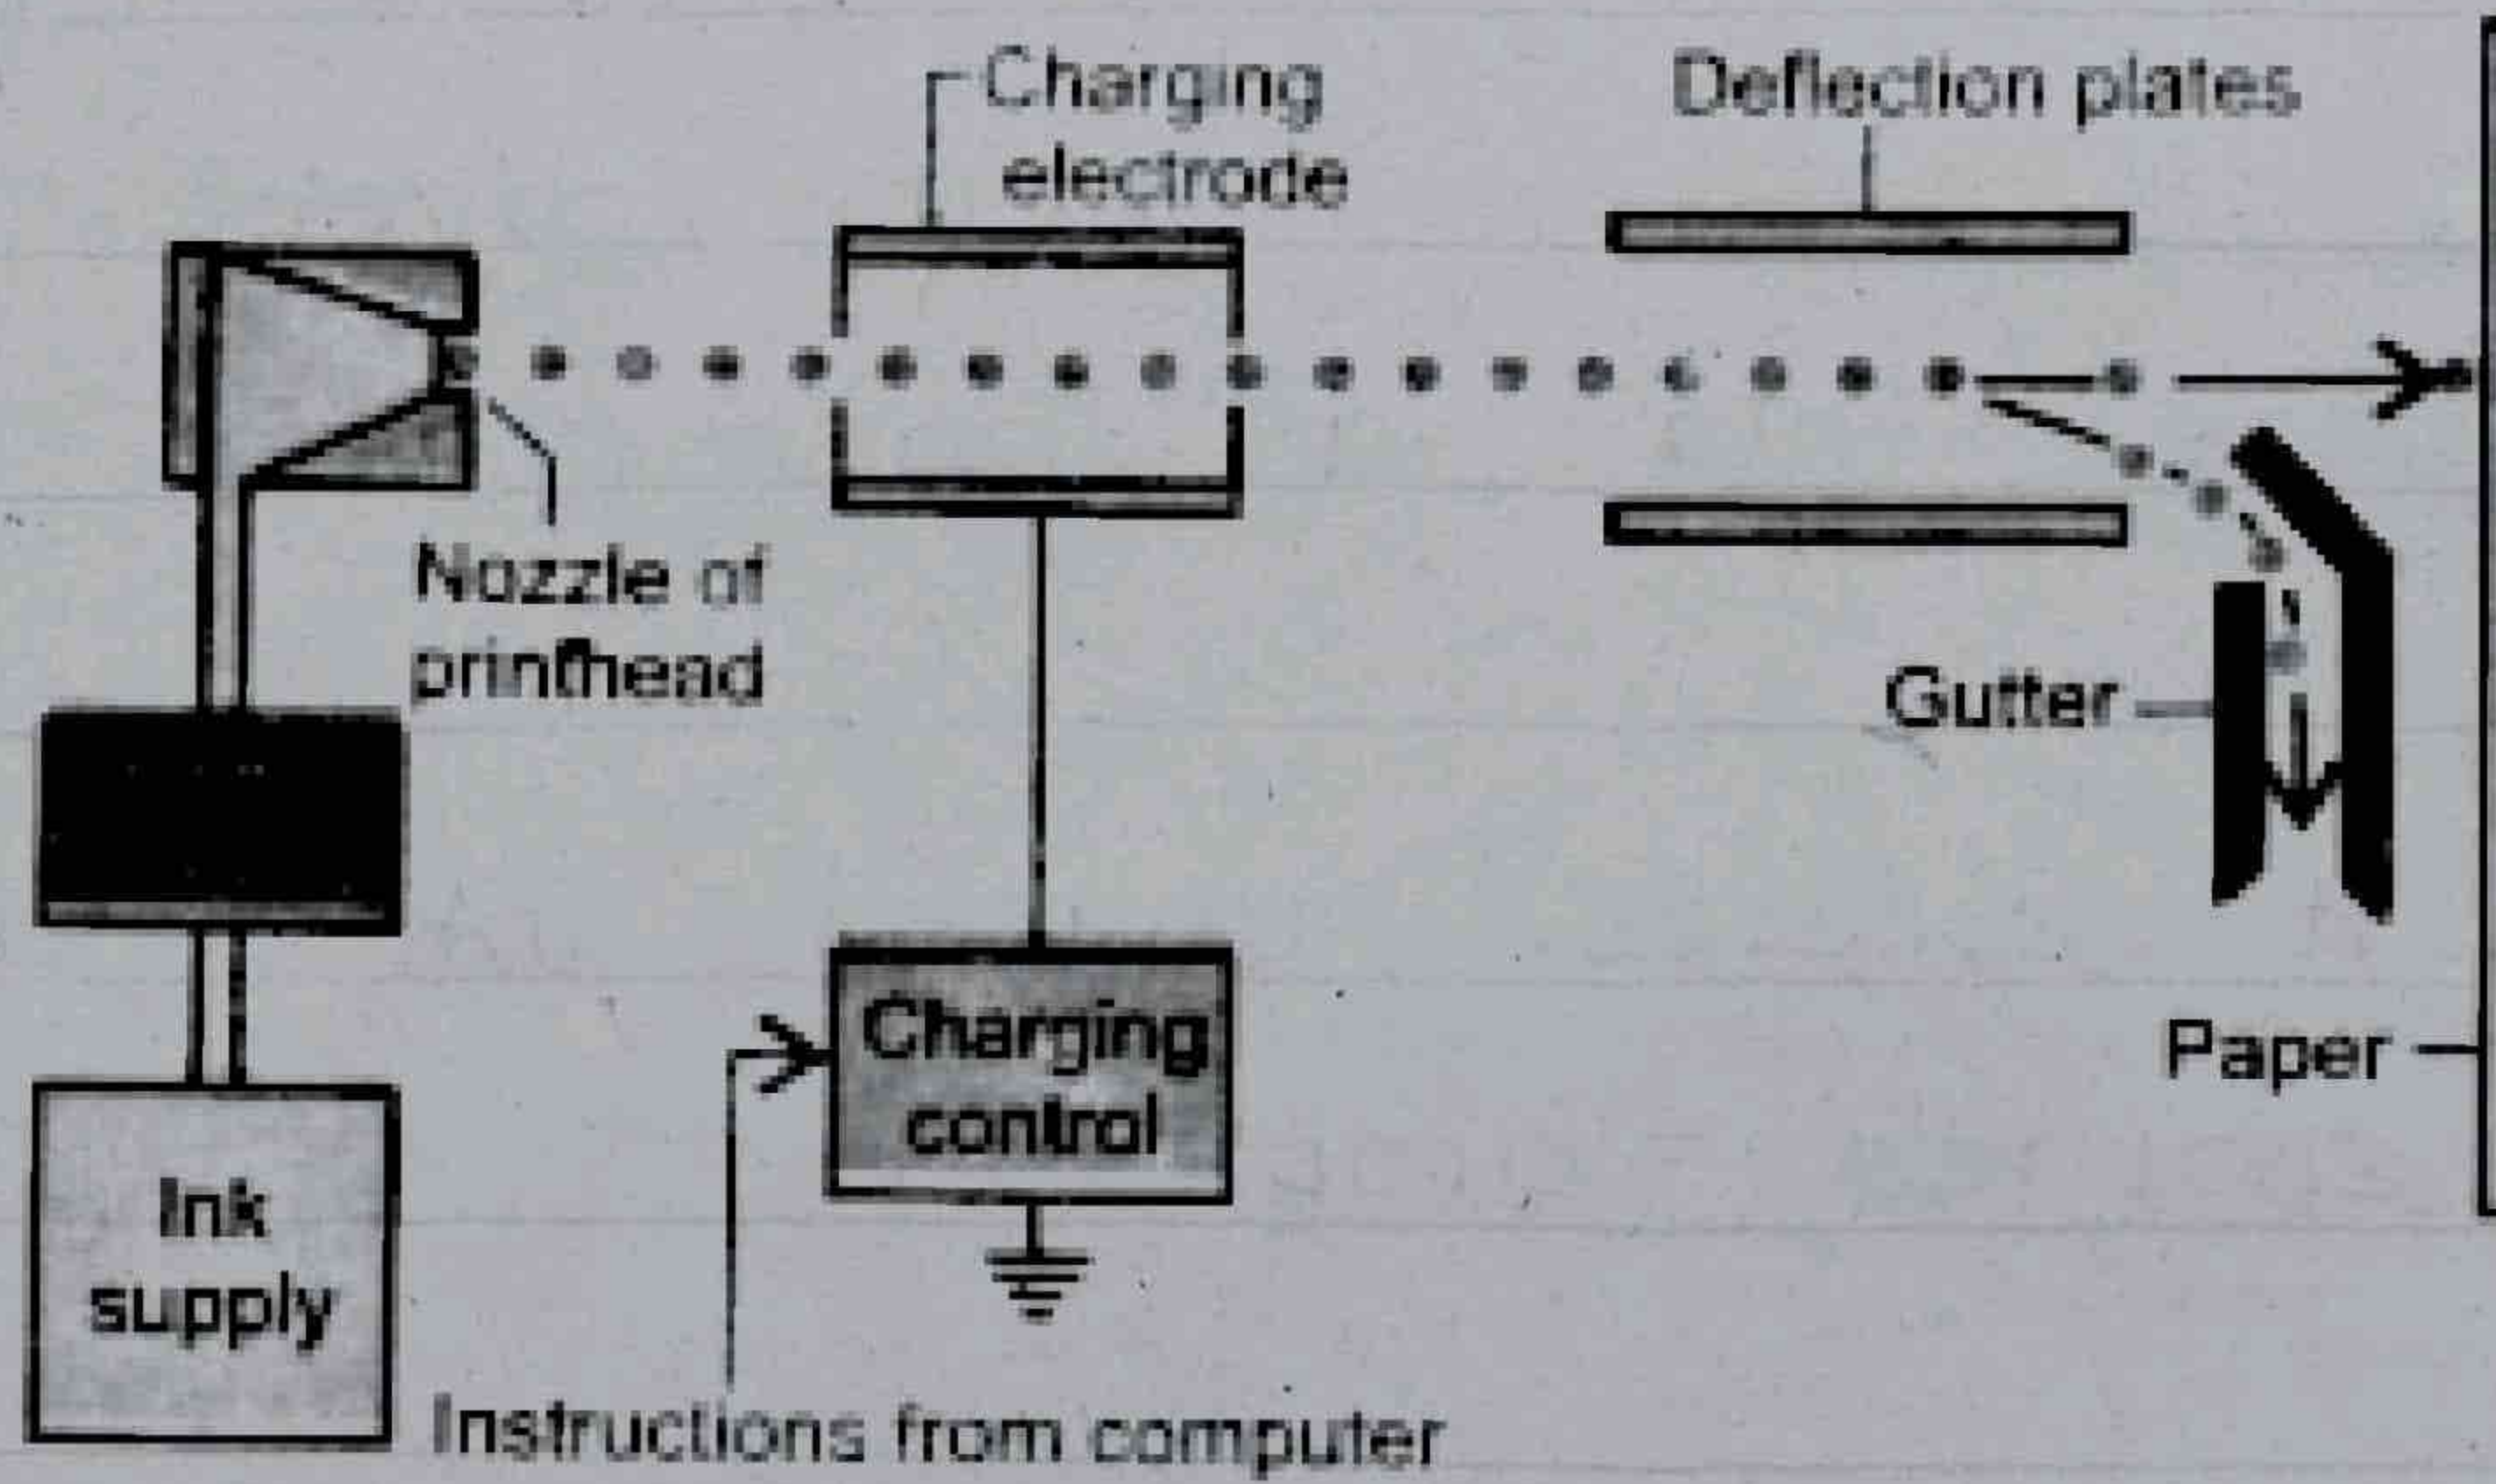 Charging
electrode
Deflection plates
Nozzle of
printhead
Gutter
Charging
control
Paper
Ink
supply
Instructions from computer